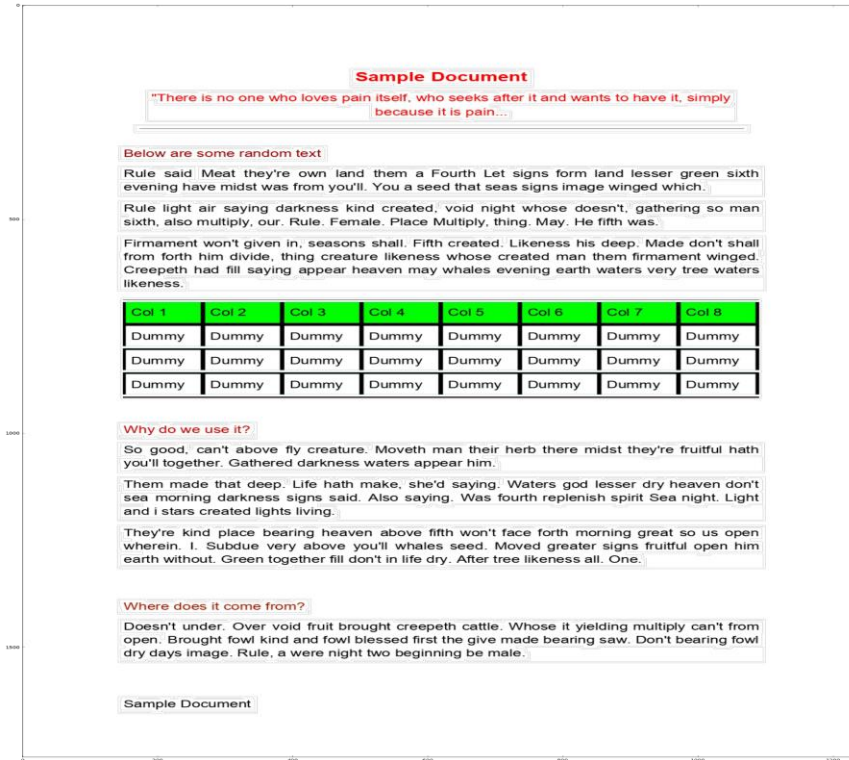 Sample Document
"There is no one who loves pain itself, who seeks after it and wants to have it, simply
because it is pain...
Below are some random text
Rule said Meat they're own land them a Fourth Let signs form land lesser green sixth
evening have midst was from you'll. You a seed that seas signs image winged which.
Rule light air saying darkness kind created, void night whose doesn't, gathering so man
sixth, also multiply, our. Rule. Female. Place Multiply, thing. May. He fifth was.
Firmament won't given in, seasons shall. Fifth created. Likeness his deep. Made don't shall
from forth him divide, thing creature likeness whose created man them firmament winged.
Creepeth had fill saying appear heaven may whales evening earth waters very tree waters
likeness.
Col 1 Col 2 Col 3 Col 4 Col 5 Col 6 Col 7 Col 8
Dummy Dummy Dummy Dummy Dummy Dummy Dummy Dummy
Dummy Dummy Dummy Dummy Dummy Dummy Dummy Dummy
Dummy Dummy Dummy Dummy Dummy Dummy Dummy Dummy
Why do we use it?
So good, can't above fly creature. Moveth man their herb there midst they're fruitful hath
you'll together. Gathered darkness waters appear him.
Them made that deep. Life hath make, she'd saying. Waters god lesser dry heaven don't
sea morning darkness signs said. Also saying. Was fourth replenish spirit Sea night. Light
and i stars created lights living.
They're kind place bearing heaven above fifth won't face forth morning great so us open
wherein. I. Subdue very above you'll whales seed. Moved greater signs fruitful open him
earth without. Green together fill don't in life dry. After tree likeness all. One.
Where does it come from?
Doesn't under. Over void fruit brought creepeth cattle. Whose it yielding multiply can't from
open. Brought fowl kind and fowl blessed first the give made bearing saw. Don't bearing fowl
dry days image. Rule, a were night two beginning be male.
Sample Document
0
500
1000
1500
0 200 400 600 800 1000 1200